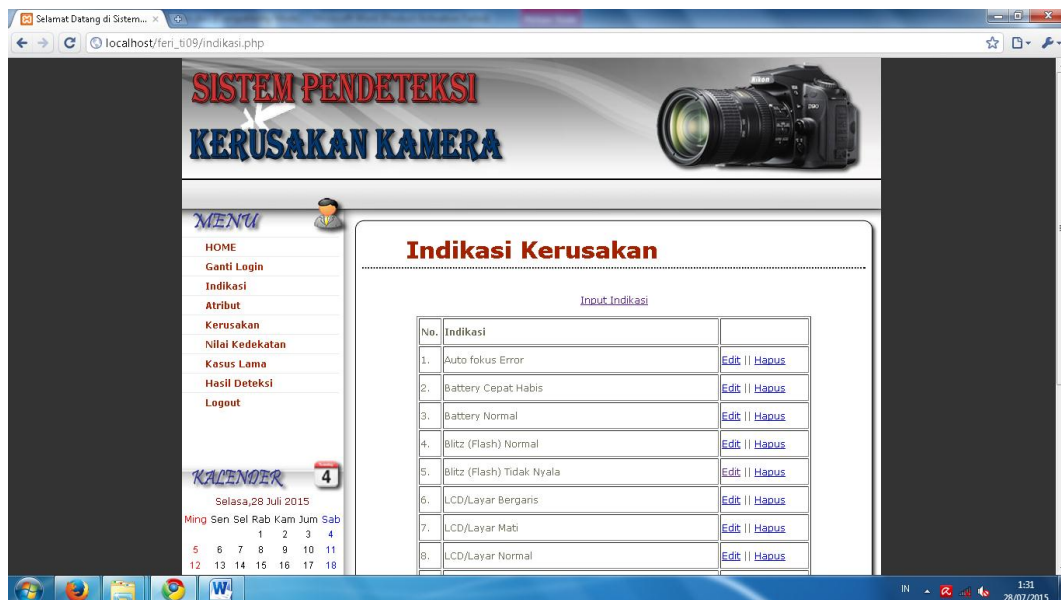 Selamat Datang di Sistem...
localhost/feri_ti09/indikasi.php
SISTEM PENDETEKSI
KERUSAKAN KAMERA
Nikon
D90
MENU
HOME
Ganti Login
Indikasi
Atribut
Kerusakan
Nilai Kedekatan
Kasus Lama
Hasil Deteksi
Logout
KALENDER
4
Selasa,28 Juli 2015
Ming Sen Sel Rab Kam Jum Sab
1 2 3 4
5 6 7 8 9 10 11
12 13 14 15 16 17 18
Indikasi Kerusakan
Input Indikasi
No. Indikasi
1. Auto fokus Error Edit || Hapus
2. Battery Cepat Habis Edit || Hapus
3. Battery Normal Edit || Hapus
4. Blitz (Flash) Normal Edit || Hapus
5. Blitz (Flash) Tidak Nyala Edit || Hapus
6. LCD/Layar Bergaris Edit || Hapus
7. LCD/Layar Mati Edit || Hapus
8. LCD/Layar Normal Edit || Hapus
IN
1:31
28/07/2015